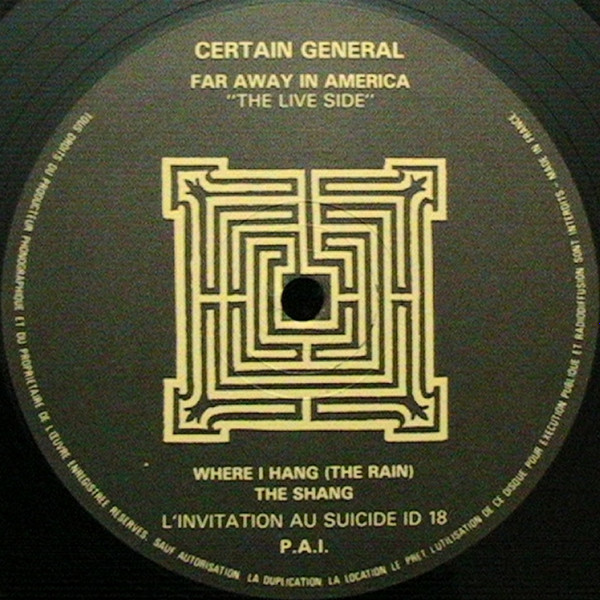 CERTAIN GENERAL
FAR AWAY IN AMERICA
"THE LIVE SIDE"
WHERE I HANG (THE RAIN)
THE SHANG
L'INVITATION AU SUICIDE ID 18
P.A.I.
TOUS DROITS DU PRODUCTEUR PHONOGRAPHIQUE ET DU PROPRIETAIRE DE L'ŒUVRE ENREGISTREE RESERVES. SAUF AUTORISATION LA DUPLICATION LA LOCATION LE PRET L'UTILISATION DE CE DISQUE POUR EXECUTION PUBLIQUE ET RADIODIFFUSION SONT INTERDITS - MADE IN FRANCE